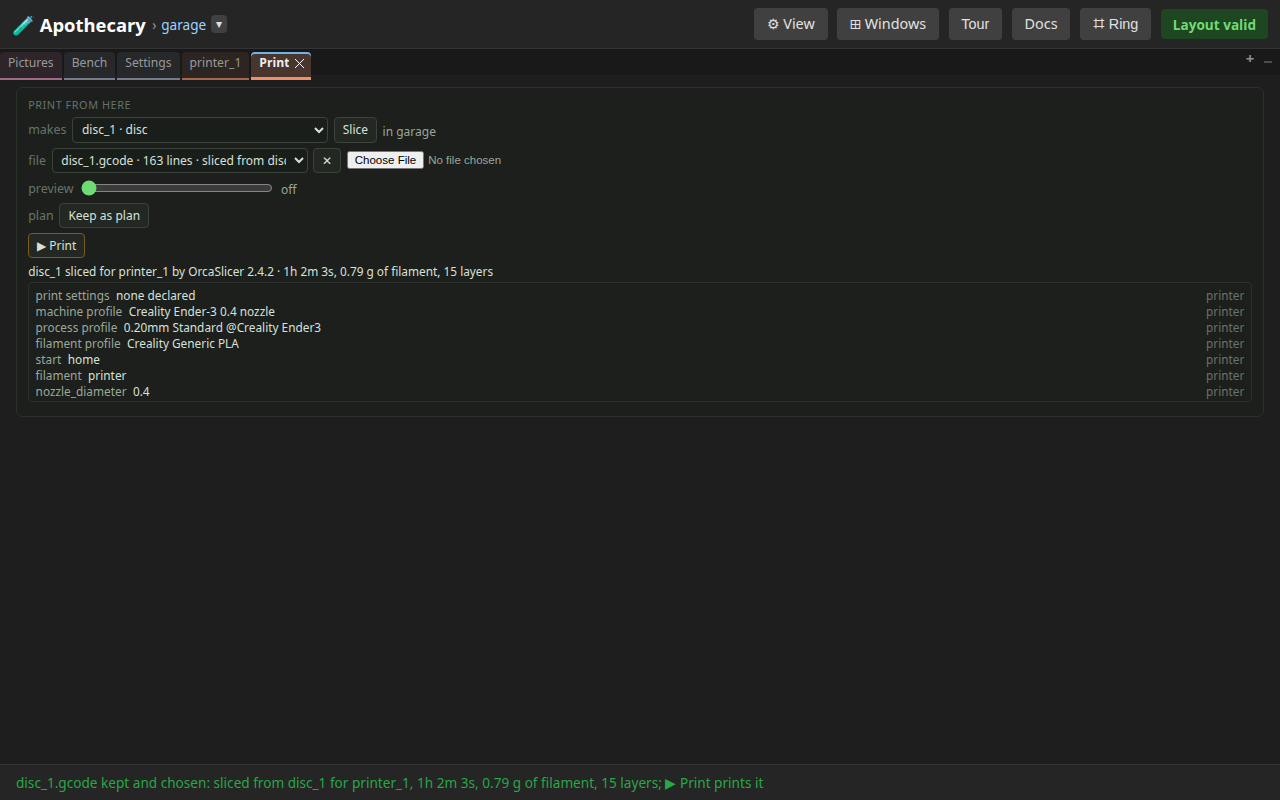 Apothecary › garage ▾
⚙ View
⊞ Windows
Tour
Docs
⌗ Ring
Layout valid
Pictures
Bench
Settings
printer_1
Print ×
+ –
PRINT FROM HERE
makes disc_1 · disc Slice in garage
file disc_1.gcode · 163 lines · sliced from disc ✕ Choose File No file chosen
preview off
plan Keep as plan
▶ Print
disc_1 sliced for printer_1 by OrcaSlicer 2.4.2 · 1h 2m 3s, 0.79 g of filament, 15 layers
print settings none declared printer
machine profile Creality Ender-3 0.4 nozzle printer
process profile 0.20mm Standard @Creality Ender3 printer
filament profile Creality Generic PLA printer
start home printer
filament printer printer
nozzle_diameter 0.4 printer
disc_1.gcode kept and chosen: sliced from disc_1 for printer_1, 1h 2m 3s, 0.79 g of filament, 15 layers; ▶ Print prints it